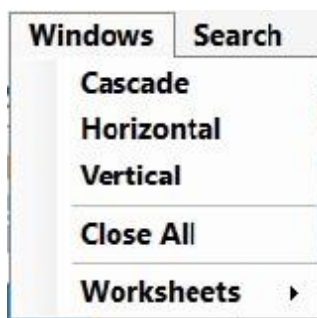 Windows Search
Cascade
Horizontal
Vertical
Close All
Worksheets